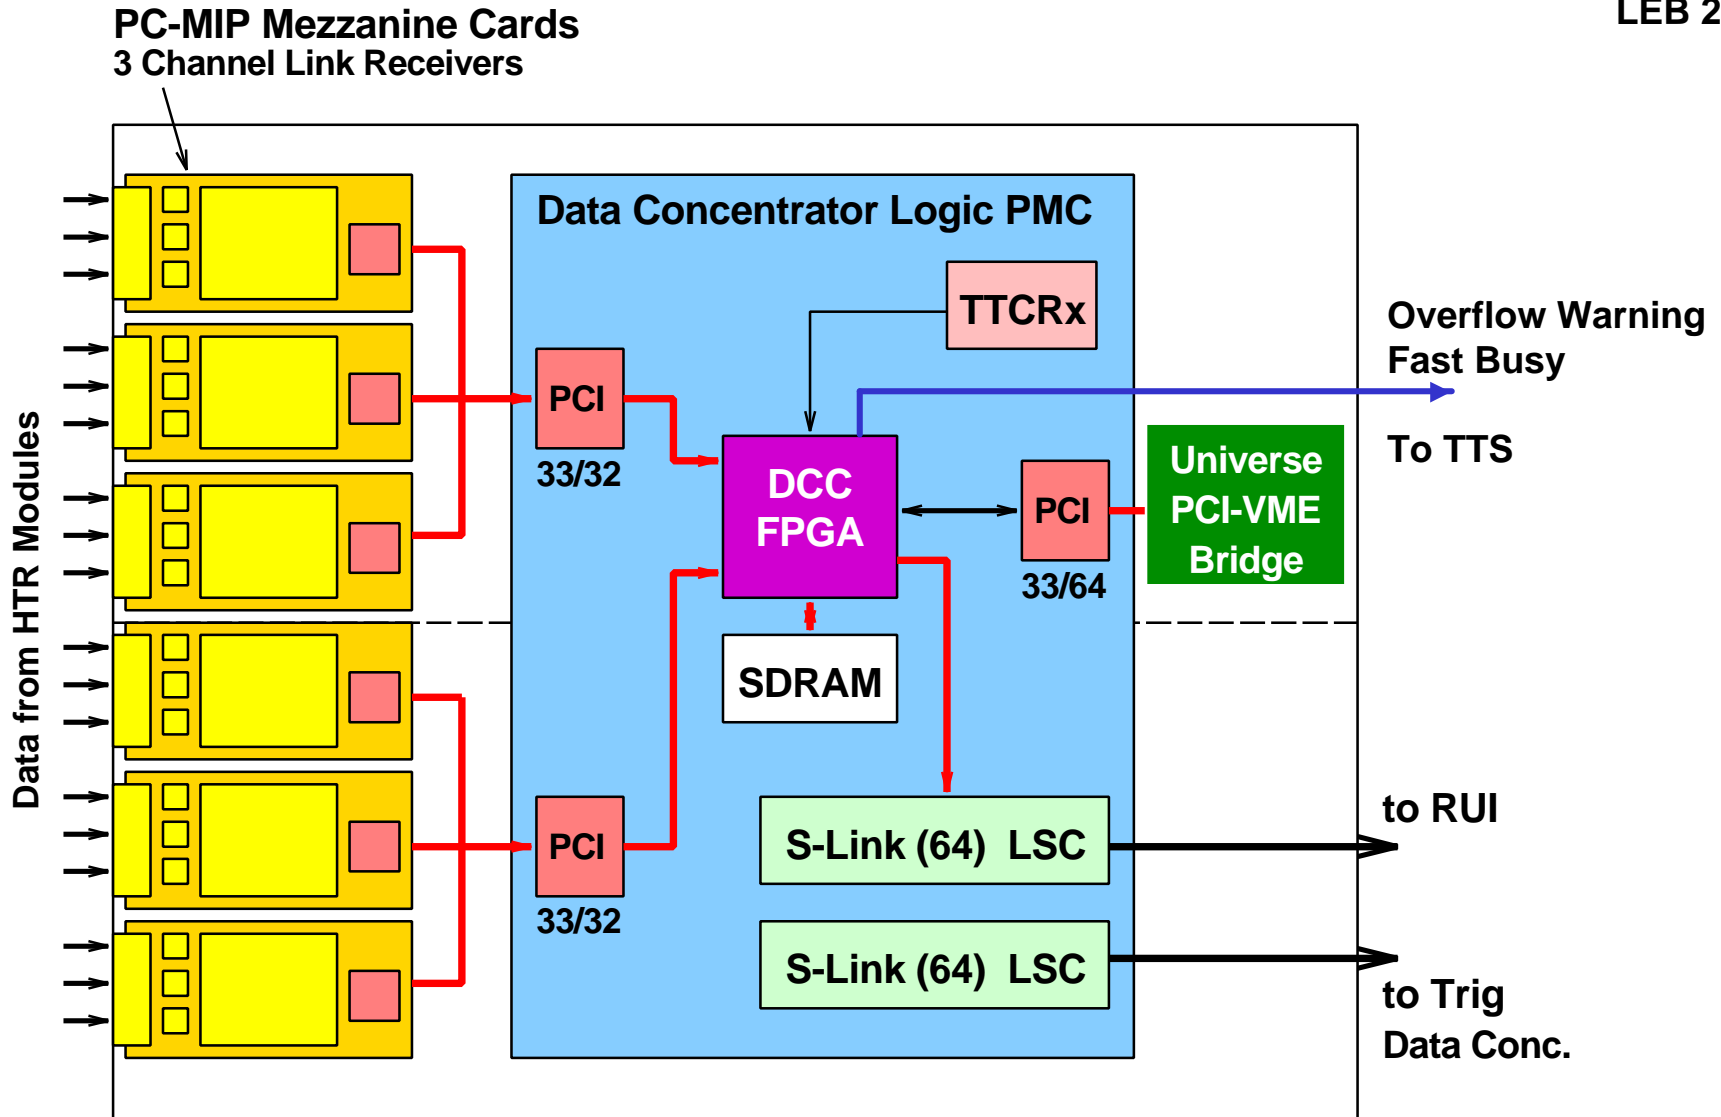 LEB 2
PC-MIP Mezzanine Cards
3 Channel Link Receivers
Data from HTR Modules
Data Concentrator Logic PMC
TTCRx
PCI
33/32
DCC
FPGA
PCI
33/64
Universe
PCI-VME
Bridge
Overflow Warning
Fast Busy
To TTS
SDRAM
PCI
33/32
S-Link (64) LSC
to RUI
S-Link (64) LSC
to Trig
Data Conc.